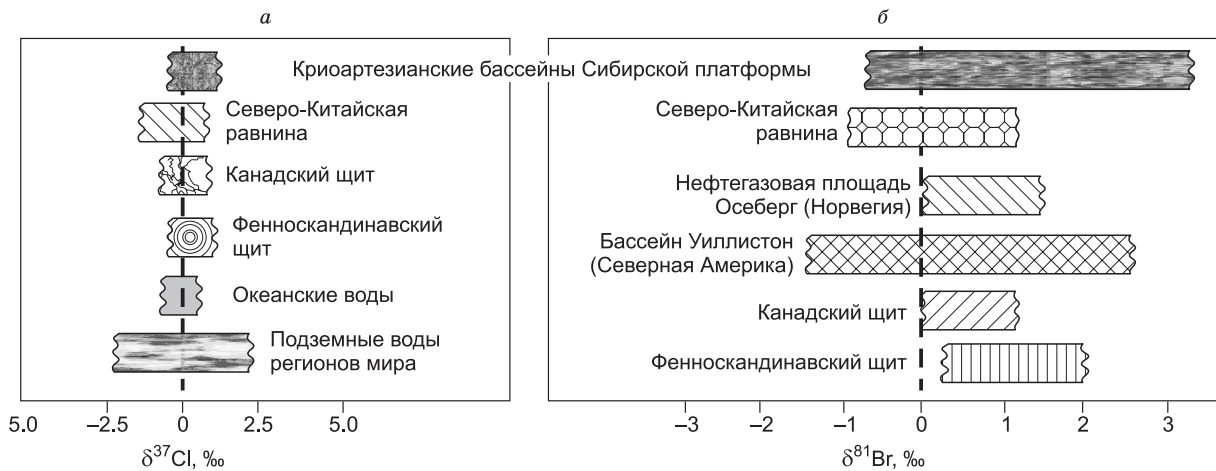 а
б
Криоартезианские бассейны Сибирской платформы
Северо-Китайская
равнина
Канадский щит
Фенноскандинавский
щит
Океанские воды
Подземные воды
регионов мира
5.0 –2.5 0 2.5 5.0
δ³⁷Cl, ‰
Северо-Китайская
равнина
Нефтегазовая площадь
Осеберг (Норвегия)
Бассейн Уиллистон
(Северная Америка)
Канадский щит
Фенноскандинавский щит
–3 –2 –1 0 1 2 3
δ⁸¹Br, ‰